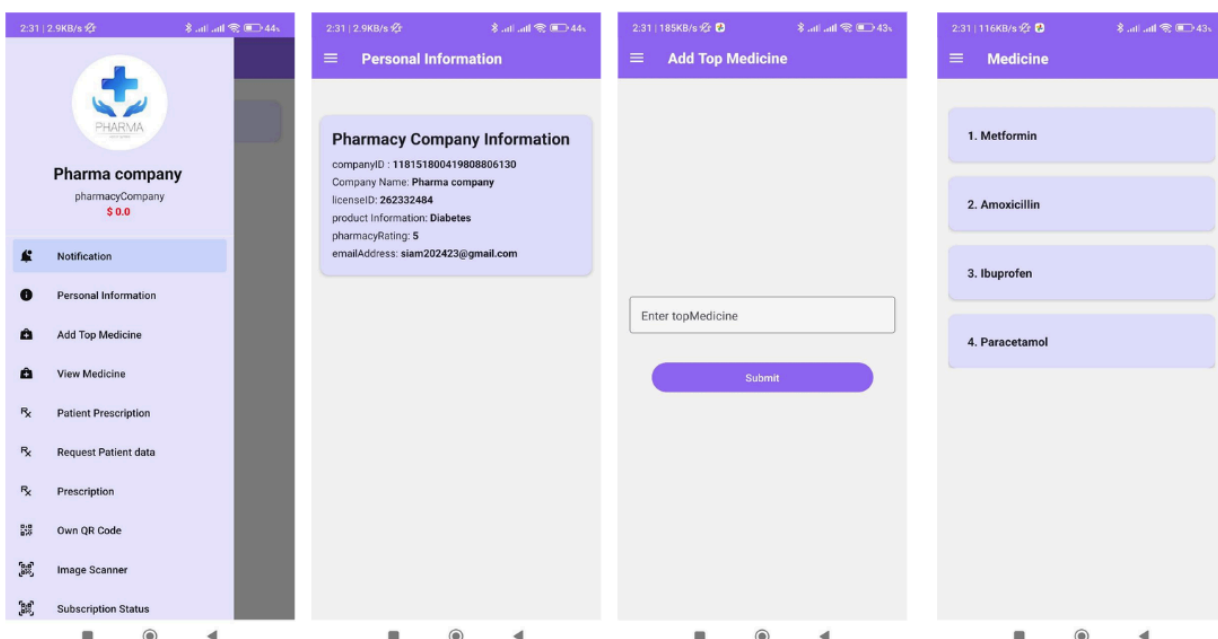 2:31 | 2.9KB/s 44%
PHARMA
Pharma company
pharmacyCompany
$ 0.0
Notification
Personal Information
Add Top Medicine
View Medicine
Patient Prescription
Request Patient data
Prescription
Own QR Code
Image Scanner
Subscription Status
2:31 | 2.9KB/s 44%
Personal Information
Pharmacy Company Information
companyID : 118151800419808806130
Company Name: Pharma company
licenseID: 262332484
product Information: Diabetes
pharmacyRating: 5
emailAddress: siam202423@gmail.com
2:31 | 185KB/s 43%
Add Top Medicine
Enter topMedicine
Submit
2:31 | 116KB/s 43%
Medicine
1. Metformin
2. Amoxicillin
3. Ibuprofen
4. Paracetamol